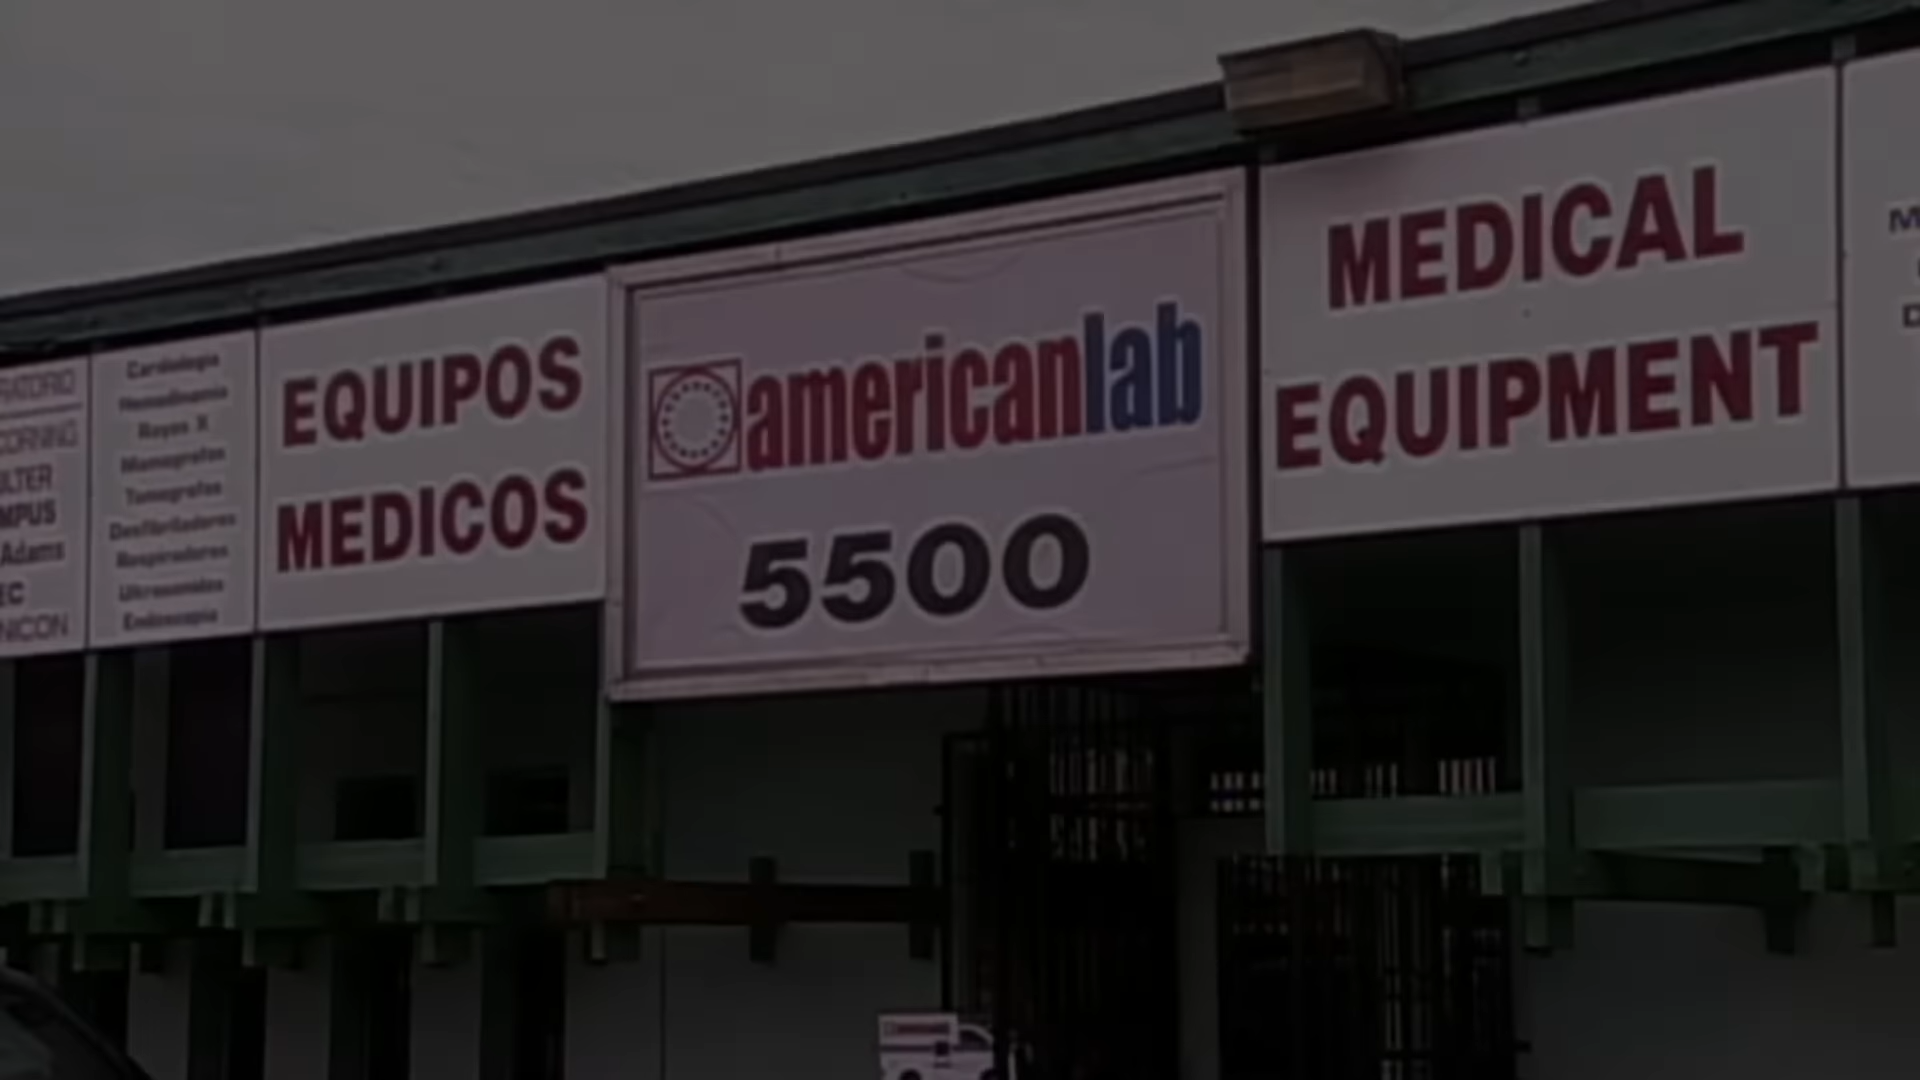 RATORIO
CORNING
ULTER
MPUS
Adams
EC
NICON
Cardiologia
Hemodinamia
Rayos X
Mamografos
Tomografos
Desfibriladores
Respiradores
Ultrasonidos
Endoscopia
EQUIPOS
MEDICOS
americanlab
5500
MEDICAL
EQUIPMENT
M
D